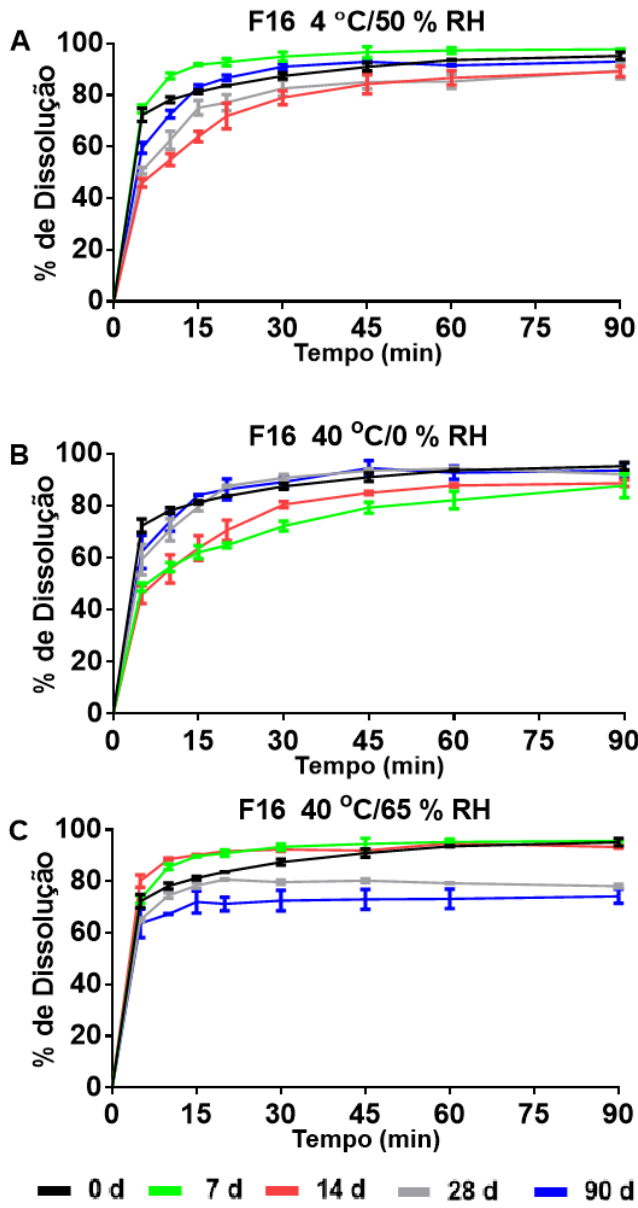 F16 4 °C/50 % RH
A
% de Dissolução
100
80
60
40
20
0
0 15 30 45 60 75 90
Tempo (min)
F16 40 °C/0 % RH
B
% de Dissolução
100
80
60
40
20
0
0 15 30 45 60 75 90
Tempo (min)
F16 40 °C/65 % RH
C
% de Dissolução
100
80
60
40
20
0
0 15 30 45 60 75 90
Tempo (min)
0 d 7 d 14 d 28 d 90 d